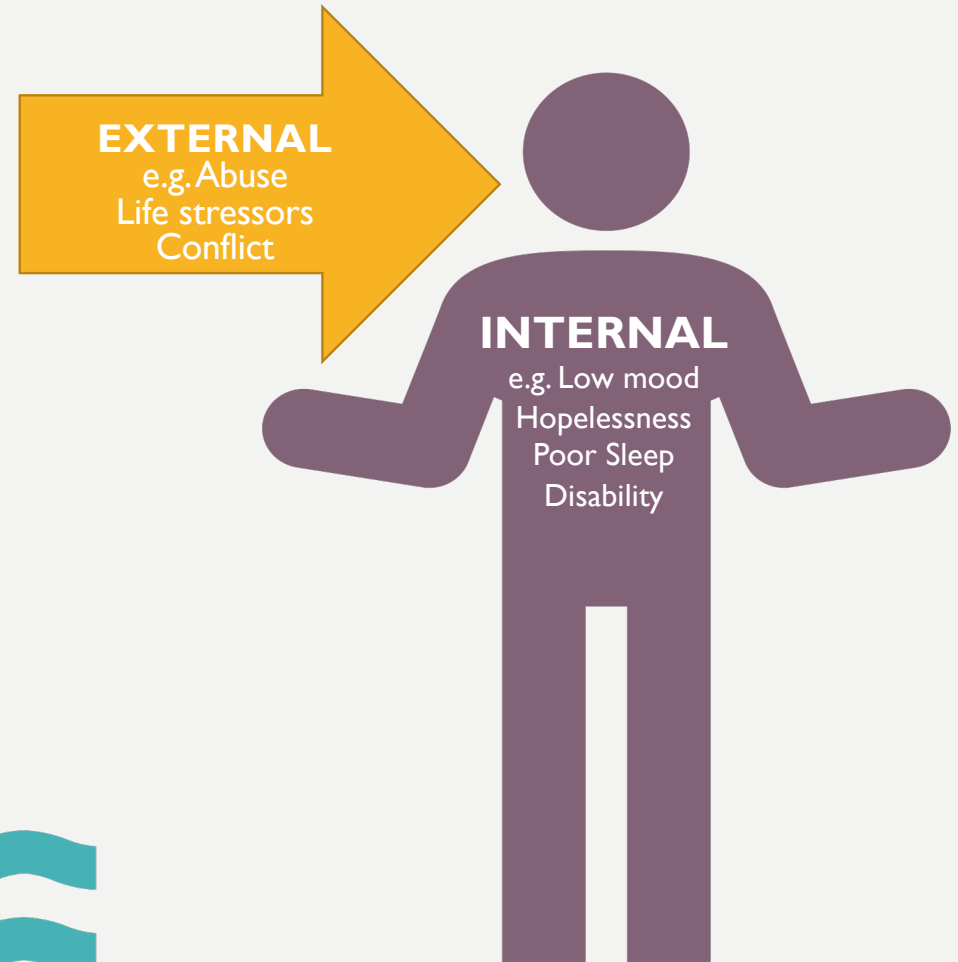 EXTERNAL
e.g. Abuse
Life stressors
Conflict
INTERNAL
e.g. Low mood
Hopelessness
Poor Sleep
Disability